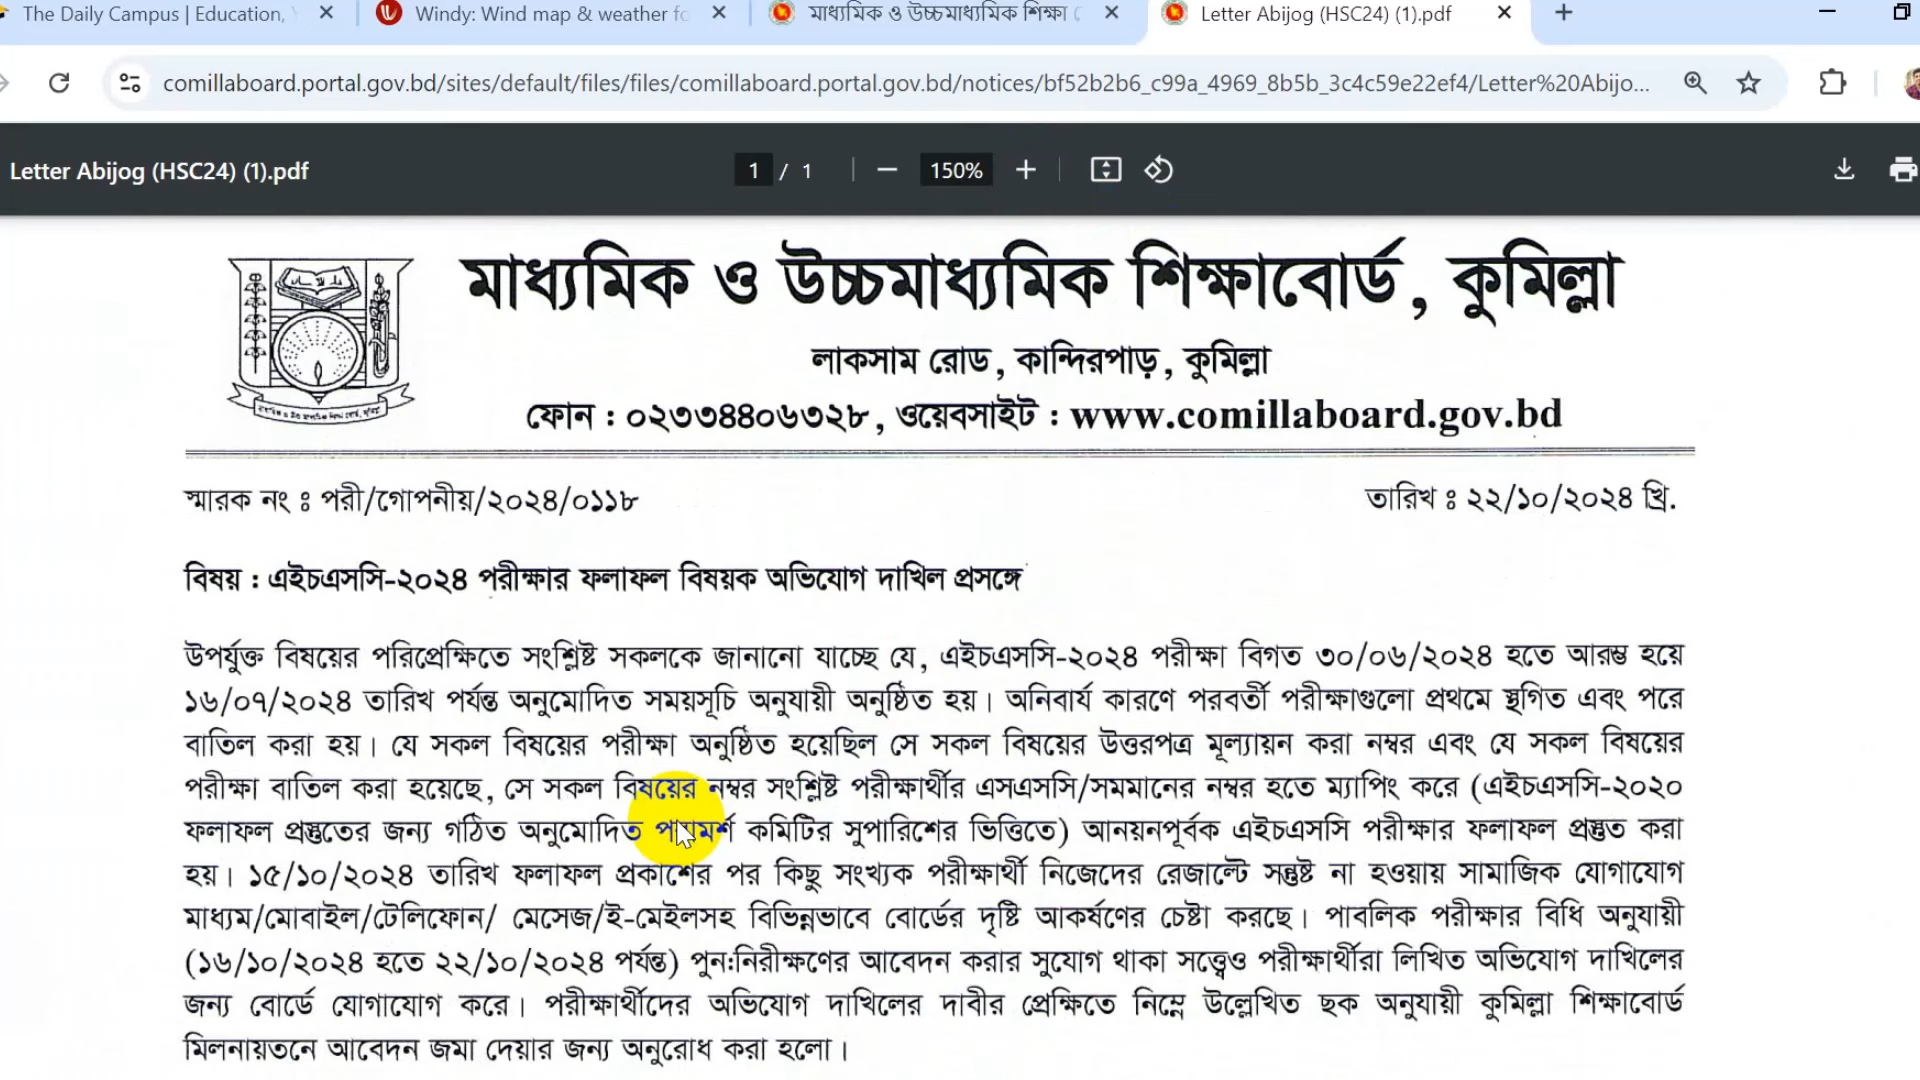 The Daily Campus | Education,
Windy: Wind map & weather fo
মাধ্যমিক ও উচ্চমাধ্যমিক শিক্ষা
Letter Abijog (HSC24) (1).pdf
comillaboard.portal.gov.bd/sites/default/files/files/comillaboard.portal.gov.bd/notices/bf52b2b6_c99a_4969_8b5b_3c4c59e22ef4/Letter%20Abijo...
Letter Abijog (HSC24) (1).pdf
1 / 1
150%
মাধ্যমিক ও উচ্চমাধ্যমিক শিক্ষাবোর্ড, কুমিল্লা
লাকসাম রোড, কান্দিরপাড়, কুমিল্লা
ফোন : ০২৩৩৪৪০৬৩২৮, ওয়েবসাইট : www.comillaboard.gov.bd
স্মারক নং ঃ পরী/গোপনীয়/২০২৪/০১১৮
তারিখ ঃ ২২/১০/২০২৪ খ্রি.
বিষয় : এইচএসসি-২০২৪ পরীক্ষার ফলাফল বিষয়ক অভিযোগ দাখিল প্রসঙ্গে
উপর্যুক্ত বিষয়ের পরিপ্রেক্ষিতে সংশ্লিষ্ট সকলকে জানানো যাচ্ছে যে, এইচএসসি-২০২৪ পরীক্ষা বিগত ৩০/০৬/২০২৪ হতে আরম্ভ হয়ে
১৬/০৭/২০২৪ তারিখ পর্যন্ত অনুমোদিত সময়সূচি অনুযায়ী অনুষ্ঠিত হয়। অনিবার্য কারণে পরবর্তী পরীক্ষাগুলো প্রথমে স্থগিত এবং পরে
বাতিল করা হয়। যে সকল বিষয়ের পরীক্ষা অনুষ্ঠিত হয়েছিল সে সকল বিষয়ের উত্তরপত্র মূল্যায়ন করা নম্বর এবং যে সকল বিষয়ের
পরীক্ষা বাতিল করা হয়েছে, সে সকল বিষয়ের নম্বর সংশ্লিষ্ট পরীক্ষার্থীর এসএসসি/সমমানের নম্বর হতে ম্যাপিং করে (এইচএসসি-২০২০
ফলাফল প্রস্তুতের জন্য গঠিত অনুমোদিত পরামর্শ কমিটির সুপারিশের ভিত্তিতে) আনয়নপূর্বক এইচএসসি পরীক্ষার ফলাফল প্রস্তুত করা
হয়। ১৫/১০/২০২৪ তারিখ ফলাফল প্রকাশের পর কিছু সংখ্যক পরীক্ষার্থী নিজেদের রেজাল্টে সন্তুষ্ট না হওয়ায় সামাজিক যোগাযোগ
মাধ্যম/মোবাইল/টেলিফোন/ মেসেজ/ই-মেইলসহ বিভিন্নভাবে বোর্ডের দৃষ্টি আকর্ষণের চেষ্টা করছে। পাবলিক পরীক্ষার বিধি অনুযায়ী
(১৬/১০/২০২৪ হতে ২২/১০/২০২৪ পর্যন্ত) পুন:নিরীক্ষণের আবেদন করার সুযোগ থাকা সত্ত্বেও পরীক্ষার্থীরা লিখিত অভিযোগ দাখিলের
জন্য বোর্ডে যোগাযোগ করে। পরীক্ষার্থীদের অভিযোগ দাখিলের দাবীর প্রেক্ষিতে নিম্নে উল্লেখিত ছক অনুযায়ী কুমিল্লা শিক্ষাবোর্ড
মিলনায়তনে আবেদন জমা দেয়ার জন্য অনুরোধ করা হলো।